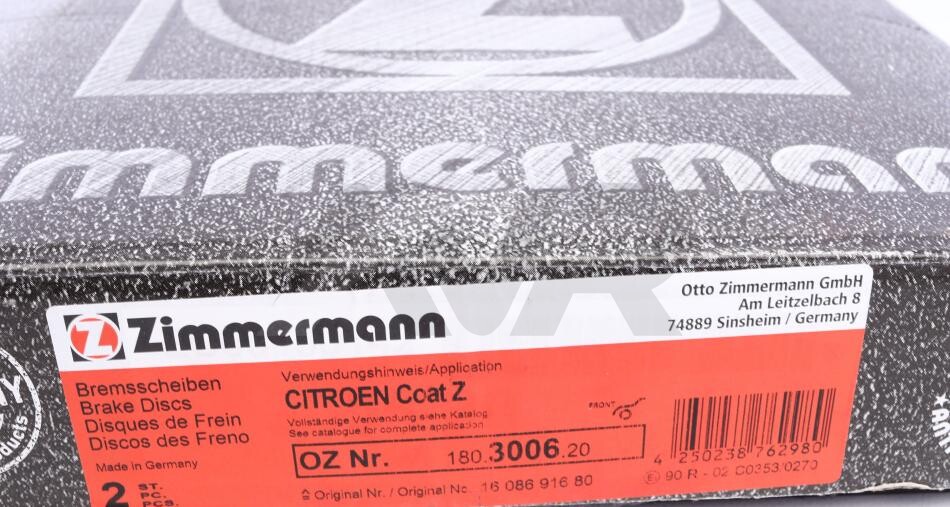 immerman
Zimmermann
Otto Zimmermann GmbH
Am Leitzelbach 8
74889 Sinsheim / Germany
Bremsscheiben
Brake Discs
Disques de Frein
Discos des Freno
Made in Germany
2 ST.
PC.
PCS.
Verwendungshinweis/Application
CITROEN Coat Z
Vollständige Verwendung siehe Katalog
See catalogue for complete application
FRONT
OZ Nr. 180.3006.20
Original Nr. / Original No. 16 086 916 80
4 250238 762980
90 R - 02 C0353/0270